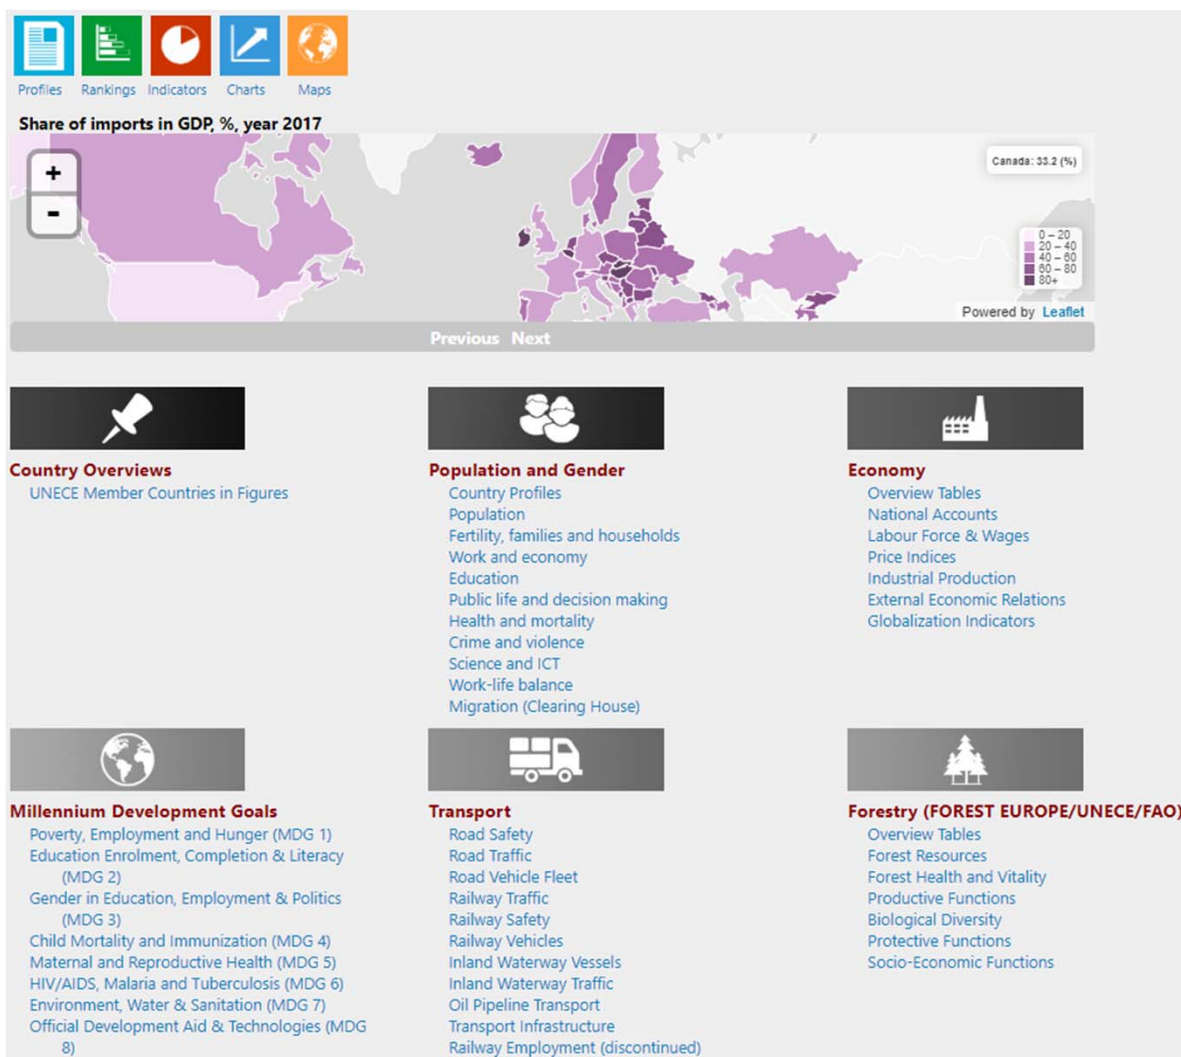 Profiles Rankings Indicators Charts Maps
Share of imports in GDP, %, year 2017
+
-
Canada: 33.2 (%)
0 – 20
20 – 40
40 – 60
60 – 80
80+
Powered by Leaflet
Previous Next
Country Overviews
UNECE Member Countries in Figures
Population and Gender
Country Profiles
Population
Fertility, families and households
Work and economy
Education
Public life and decision making
Health and mortality
Crime and violence
Science and ICT
Work-life balance
Migration (Clearing House)
Economy
Overview Tables
National Accounts
Labour Force & Wages
Price Indices
Industrial Production
External Economic Relations
Globalization Indicators
Millennium Development Goals
Poverty, Employment and Hunger (MDG 1)
Education Enrolment, Completion & Literacy
(MDG 2)
Gender in Education, Employment & Politics
(MDG 3)
Child Mortality and Immunization (MDG 4)
Maternal and Reproductive Health (MDG 5)
HIV/AIDS, Malaria and Tuberculosis (MDG 6)
Environment, Water & Sanitation (MDG 7)
Official Development Aid & Technologies (MDG
8)
Transport
Road Safety
Road Traffic
Road Vehicle Fleet
Railway Traffic
Railway Safety
Railway Vehicles
Inland Waterway Vessels
Inland Waterway Traffic
Oil Pipeline Transport
Transport Infrastructure
Railway Employment (discontinued)
Forestry (FOREST EUROPE/UNECE/FAO)
Overview Tables
Forest Resources
Forest Health and Vitality
Productive Functions
Biological Diversity
Protective Functions
Socio-Economic Functions